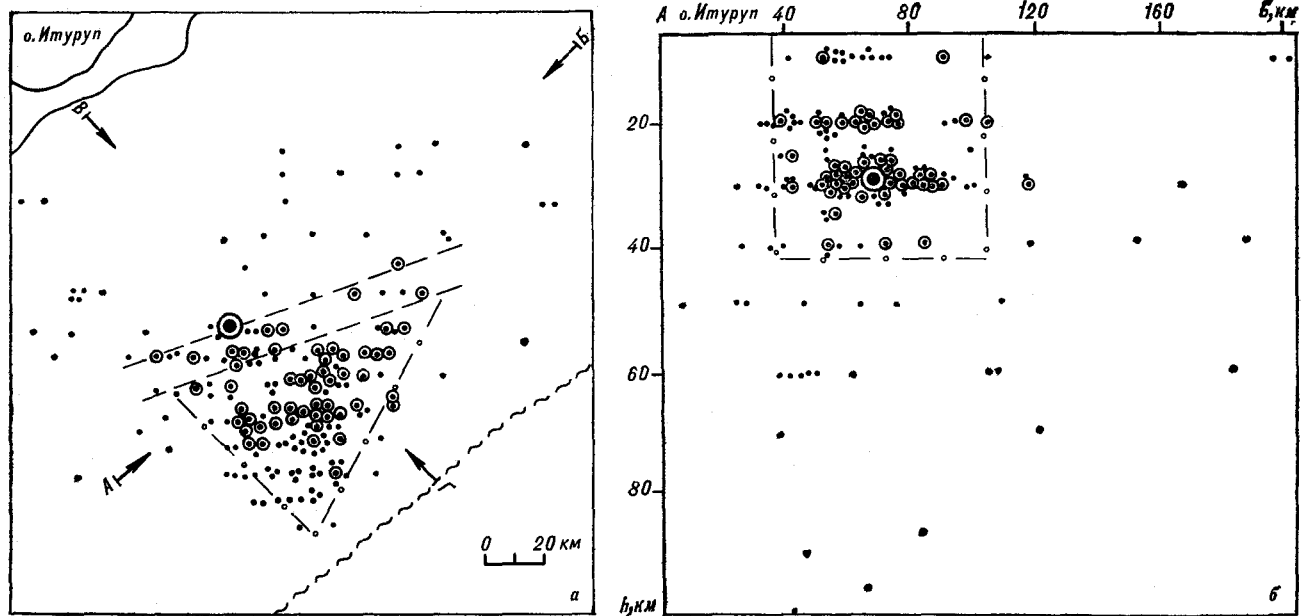 о. Итуруп
В
Б
А
Г
0 20 км
а
А о. Итуруп 40 80 120 160 Б, км
20
40
60
80
h, км
б